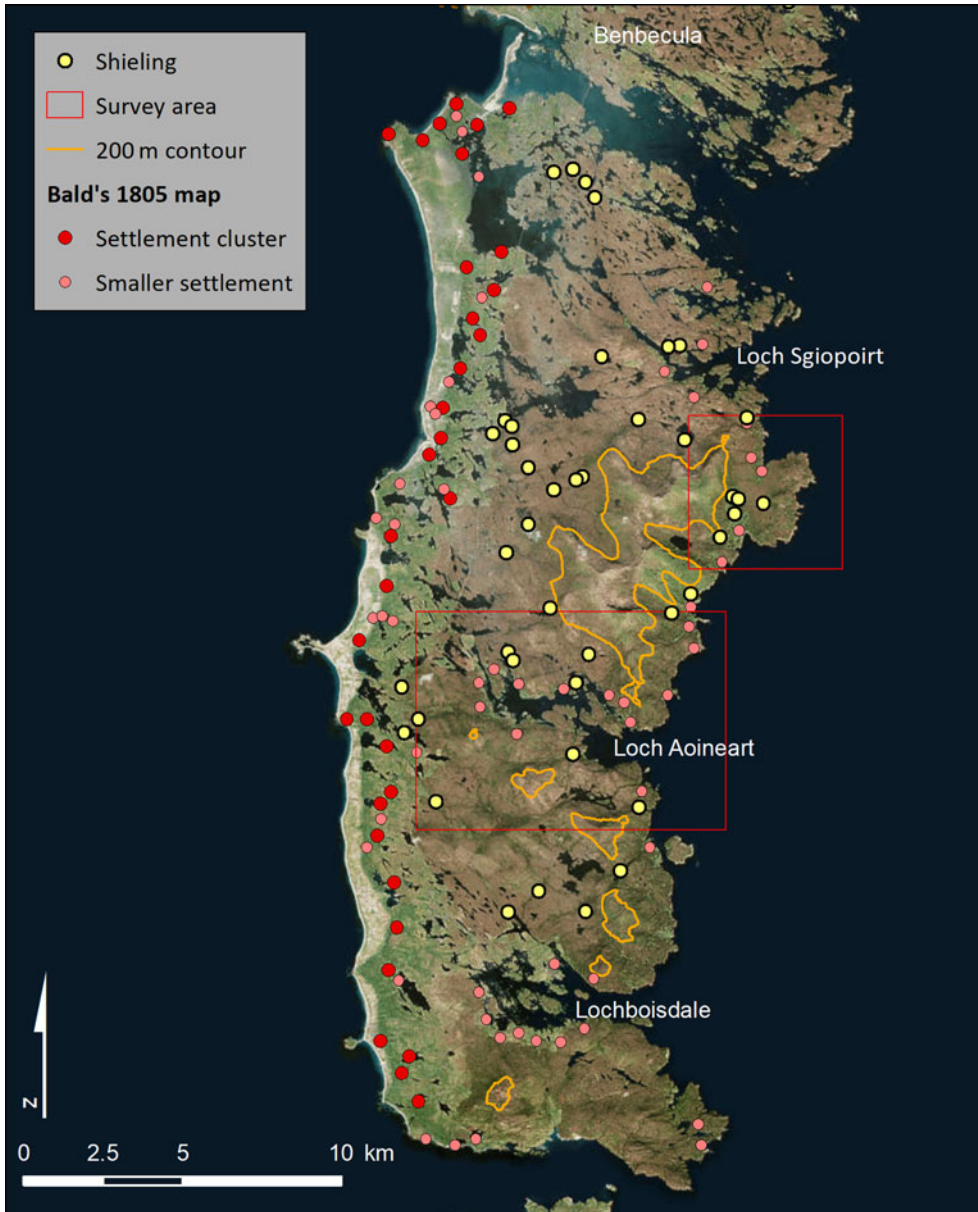 Shieling
Survey area
200 m contour
Bald's 1805 map
Settlement cluster
Smaller settlement
Benbecula
Loch Sgiopoirt
Loch Aoineart
Lochboisdale
N
0 2.5 5 10 km